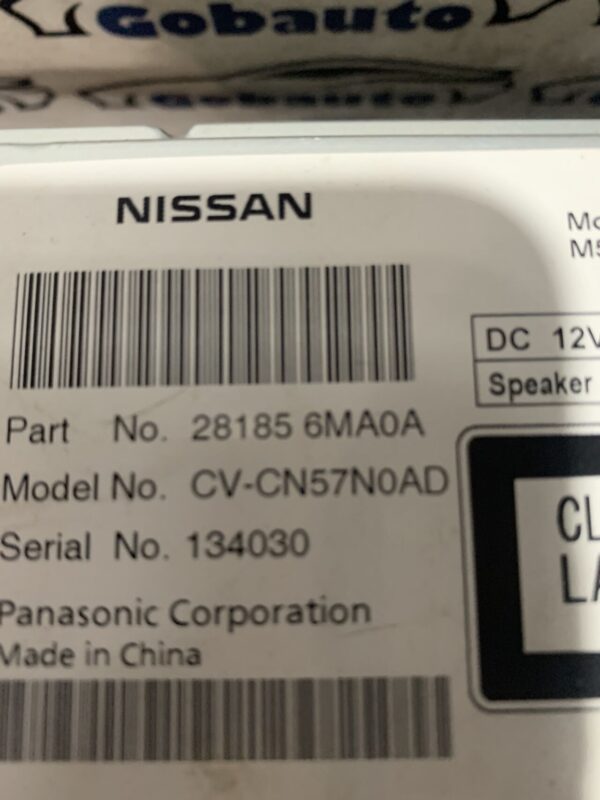 Gobauto
Gobauto
NISSAN
Part No. 28185 6MA0A
Model No. CV-CN57N0AD
Serial No. 134030
Panasonic Corporation
Made in China
DC 12V
Speaker